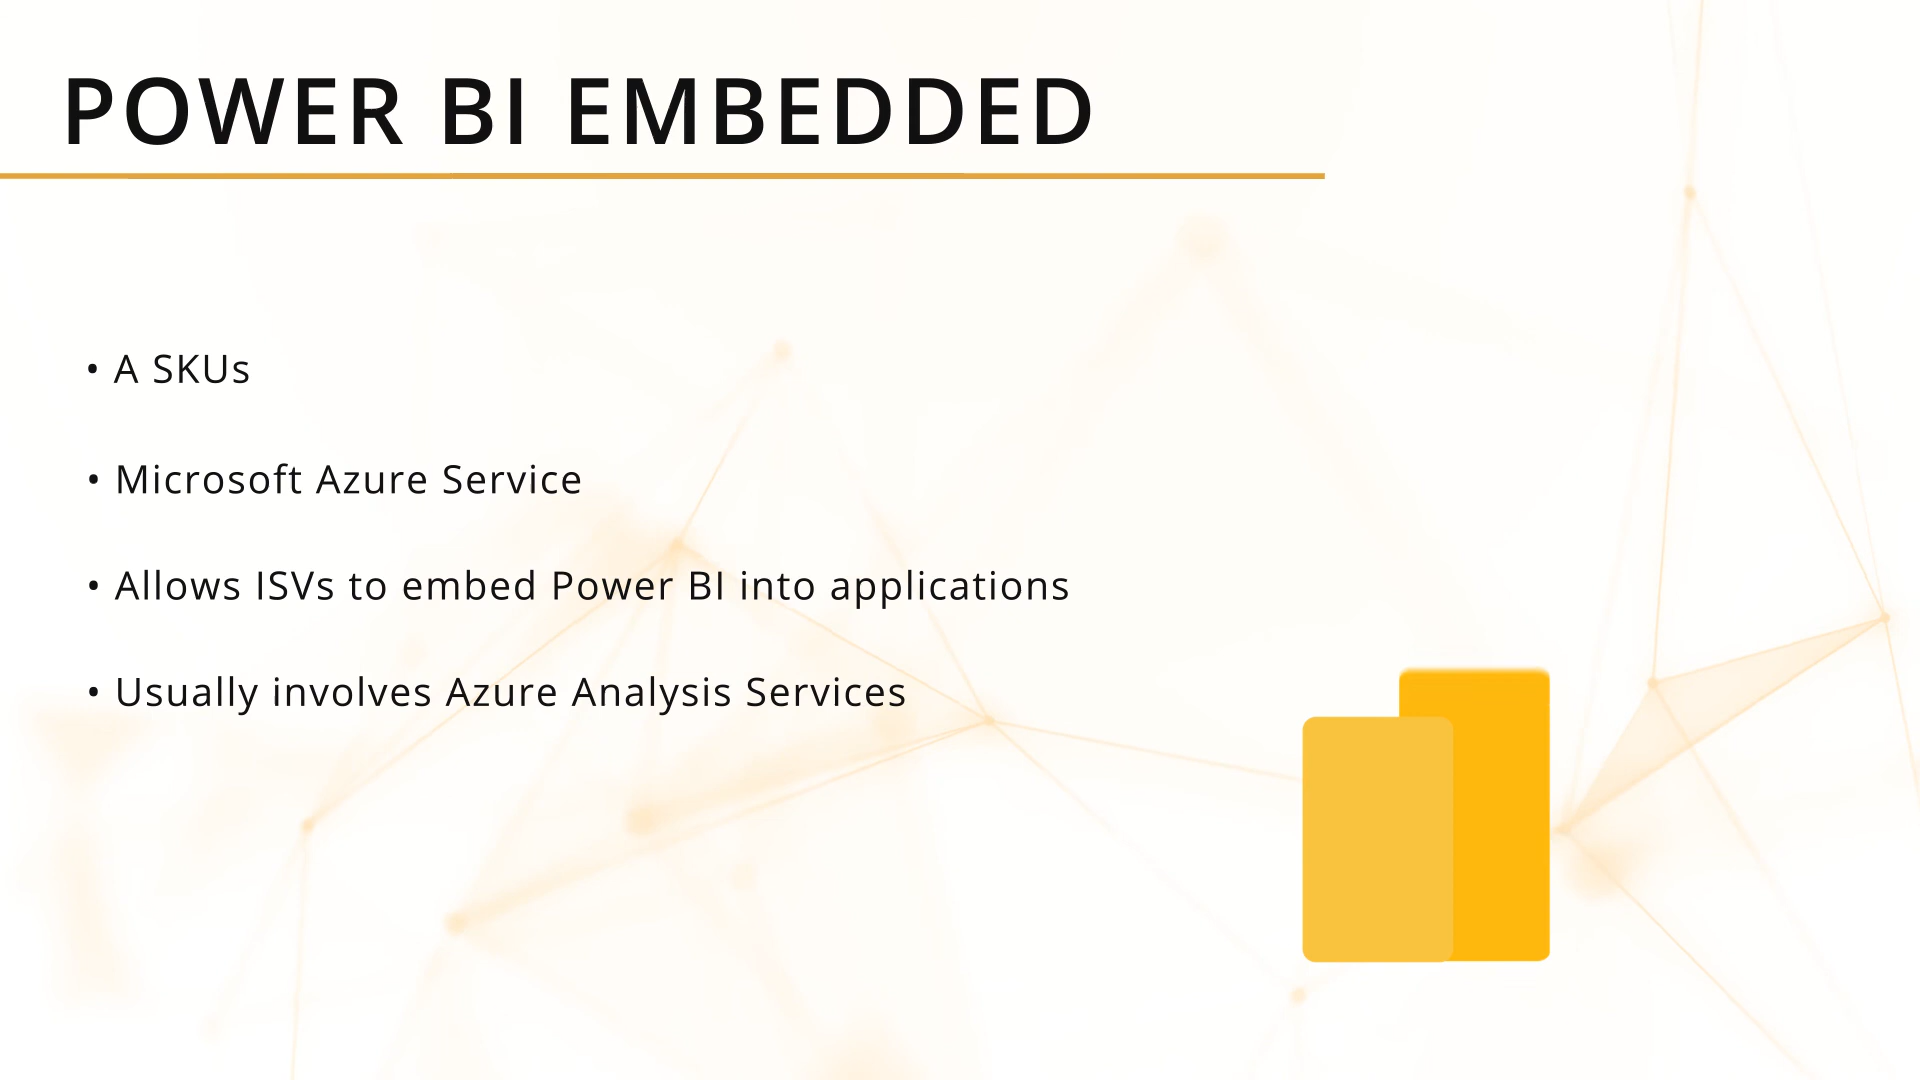 POWER BI EMBEDDED
• A SKUs
• Microsoft Azure Service
• Allows ISVs to embed Power BI into applications
• Usually involves Azure Analysis Services